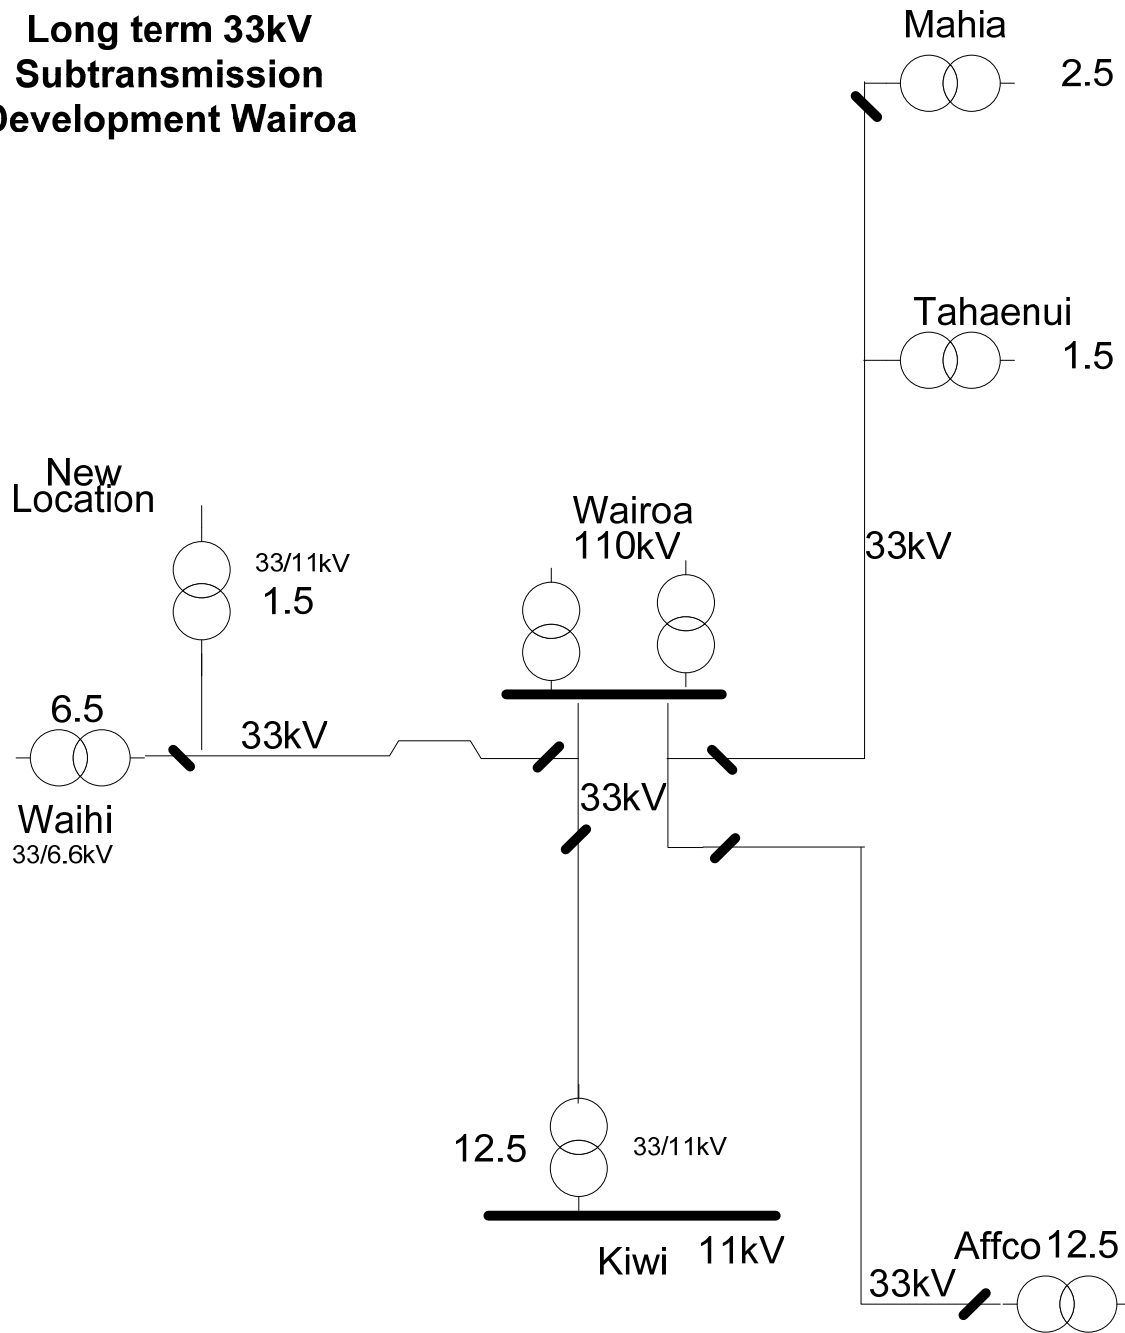 Long term 33kV
Subtransmission
Development Wairoa
Mahia
2.5
Tahaenui
1.5
New
Location
33/11kV
1.5
Wairoa
110kV
33kV
6.5
33kV
Waihi
33/6.6kV
33kV
12.5
33/11kV
Kiwi
11kV
Affco 12.5
33kV